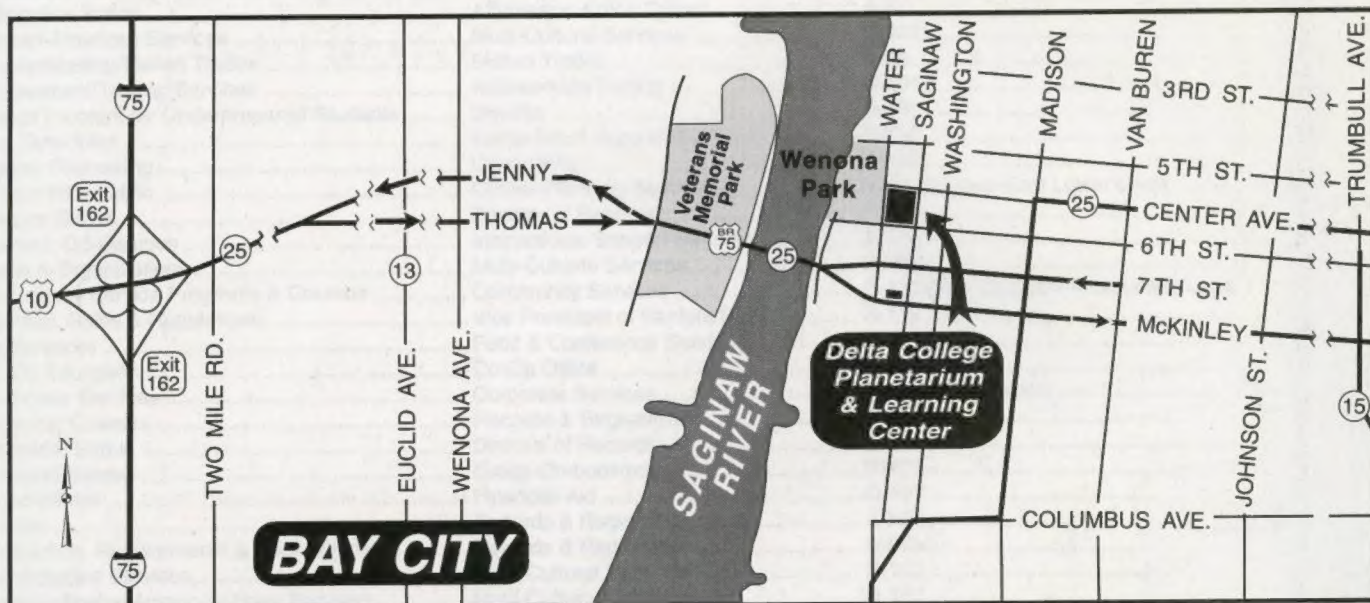 75
Exit
162
10
25
Exit
162
N
75
TWO MILE RD.
13
EUCLID AVE.
WENONA AVE.
JENNY
THOMAS
BAY CITY
Veterans
Memorial
Park
BR
75
25
SAGINAW
RIVER
Wenona
Park
WATER
SAGINAW
WASHINGTON
MADISON
VAN BUREN
TRUMBULL AVE.
3RD ST.
5TH ST.
25
CENTER AVE.
6TH ST.
7TH ST.
McKINLEY
Delta College
Planetarium
& Learning
Center
JOHNSON ST.
15
COLUMBUS AVE.